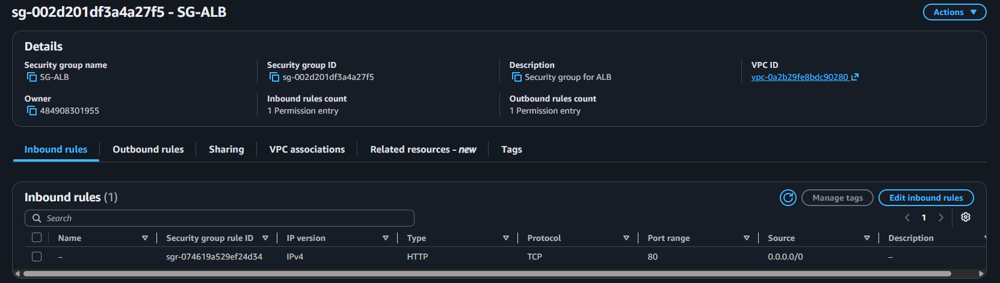 sg-002d201df3a4a27f5 - SG-ALB
Actions
Details
Security group name
SG-ALB
Security group ID
sg-002d201df3a4a27f5
Description
Security group for ALB
VPC ID
vpc-0a2b29fe8bdc90280
Owner
484908301955
Inbound rules count
1 Permission entry
Outbound rules count
1 Permission entry
Inbound rules
Outbound rules
Sharing
VPC associations
Related resources - new
Tags
Inbound rules (1)
Manage tags
Edit inbound rules
Search
1
Name Security group rule ID IP version Type Protocol Port range Source Description
– sgr-074619a529ef24d34 IPv4 HTTP TCP 80 0.0.0.0/0 –